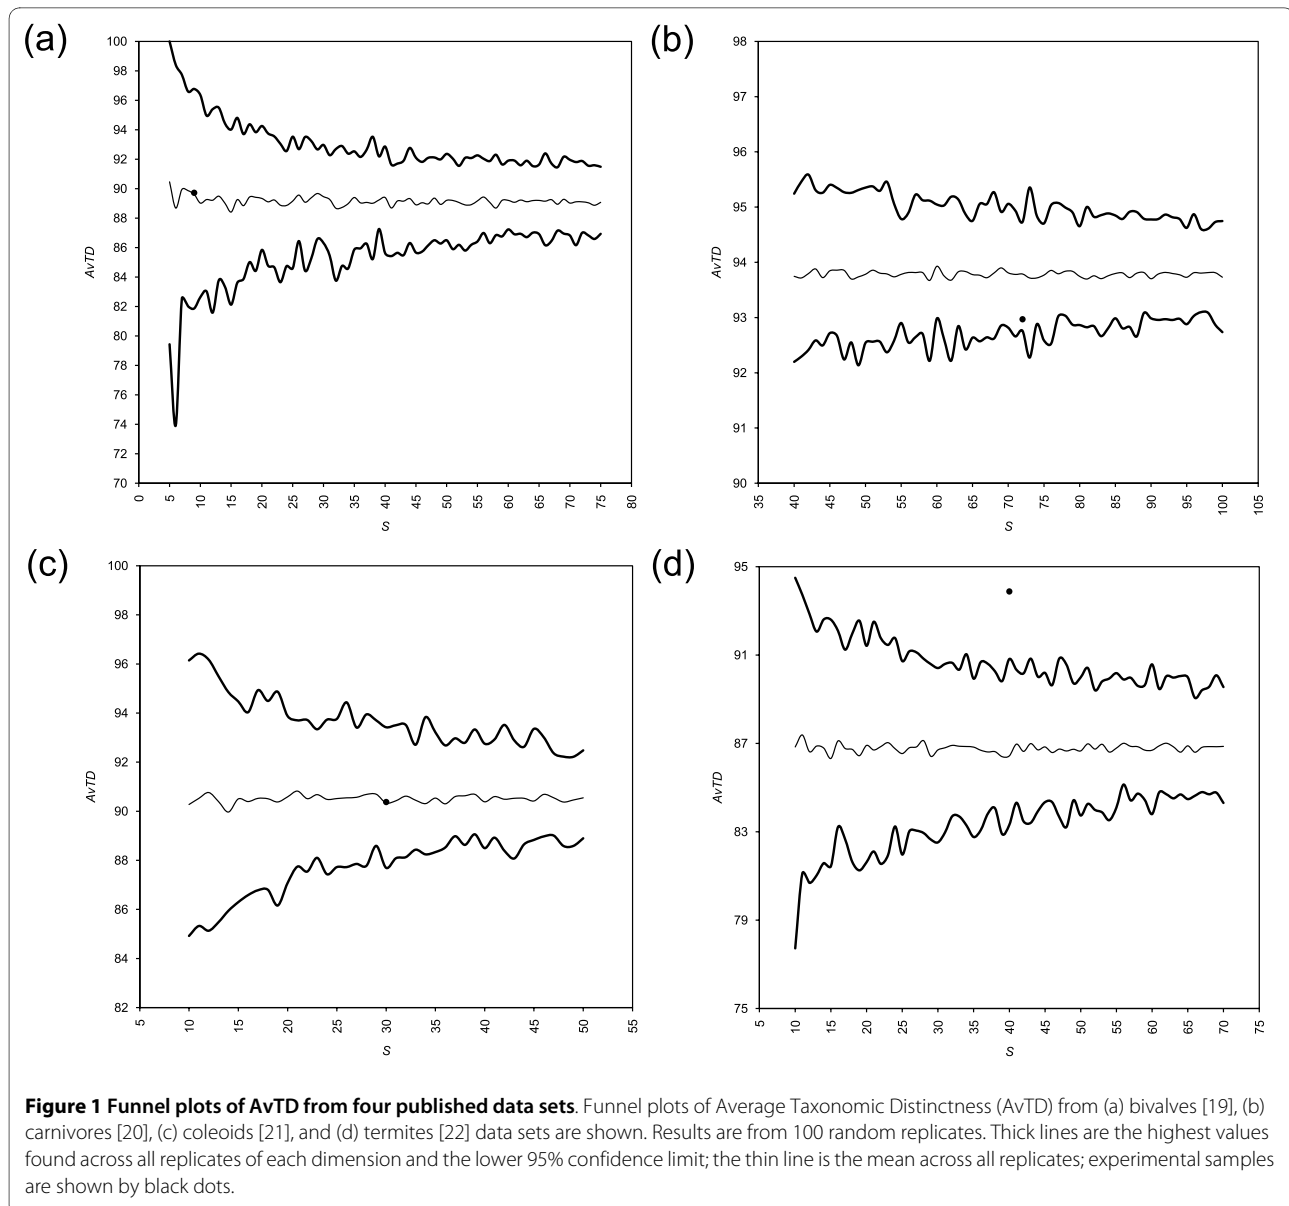 (a)
100
98
96
94
92
90
88
86
84
82
80
78
76
74
72
70
AvTD
0 5 10 15 20 25 30 35 40 45 50 55 60 65 70 75 80
S
(b)
98
97
96
95
94
93
92
91
90
AvTD
35 40 45 50 55 60 65 70 75 80 85 90 95 100 105
S
(c)
100
98
96
94
92
90
88
86
84
82
AvTD
5 10 15 20 25 30 35 40 45 50 55
S
(d)
95
91
87
83
79
75
AvTD
5 10 15 20 25 30 35 40 45 50 55 60 65 70 75
S
Figure 1 Funnel plots of AvTD from four published data sets. Funnel plots of Average Taxonomic Distinctness (AvTD) from (a) bivalves [19], (b)
carnivores [20], (c) coleoids [21], and (d) termites [22] data sets are shown. Results are from 100 random replicates. Thick lines are the highest values
found across all replicates of each dimension and the lower 95% confidence limit; the thin line is the mean across all replicates; experimental samples
are shown by black dots.